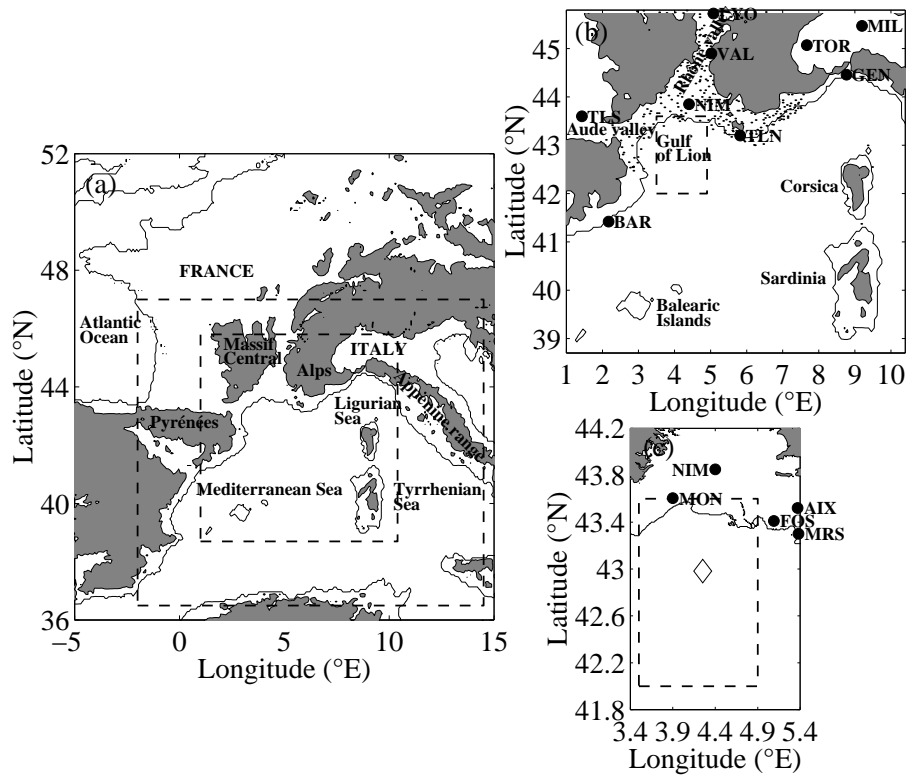 (a)
52
48
44
40
36
Latitude (°N)
−5
0
5
10
15
Longitude (°E)
FRANCE
Atlantic
Ocean
Massif
Central
Alps
ITALY
Appenine range
Pyrénées
Ligurian
Sea
Mediterranean Sea
Tyrrhenian
Sea
(b)
45
44
43
42
41
40
39
Latitude (°N)
1
2
3
4
5
6
7
8
9
10
Longitude (°E)
LYO
MIL
TOR
VAL
Rhône valley
GEN
NIM
TLS
Aude valley
TLN
Gulf
of Lion
Corsica
BAR
Sardinia
Balearic
Islands
(c)
44.2
43.8
43.4
43
42.6
42.2
41.8
Latitude (°N)
3.4
3.9
4.4
4.9
5.4
Longitude (°E)
NIM
MON
AIX
FOS
MRS